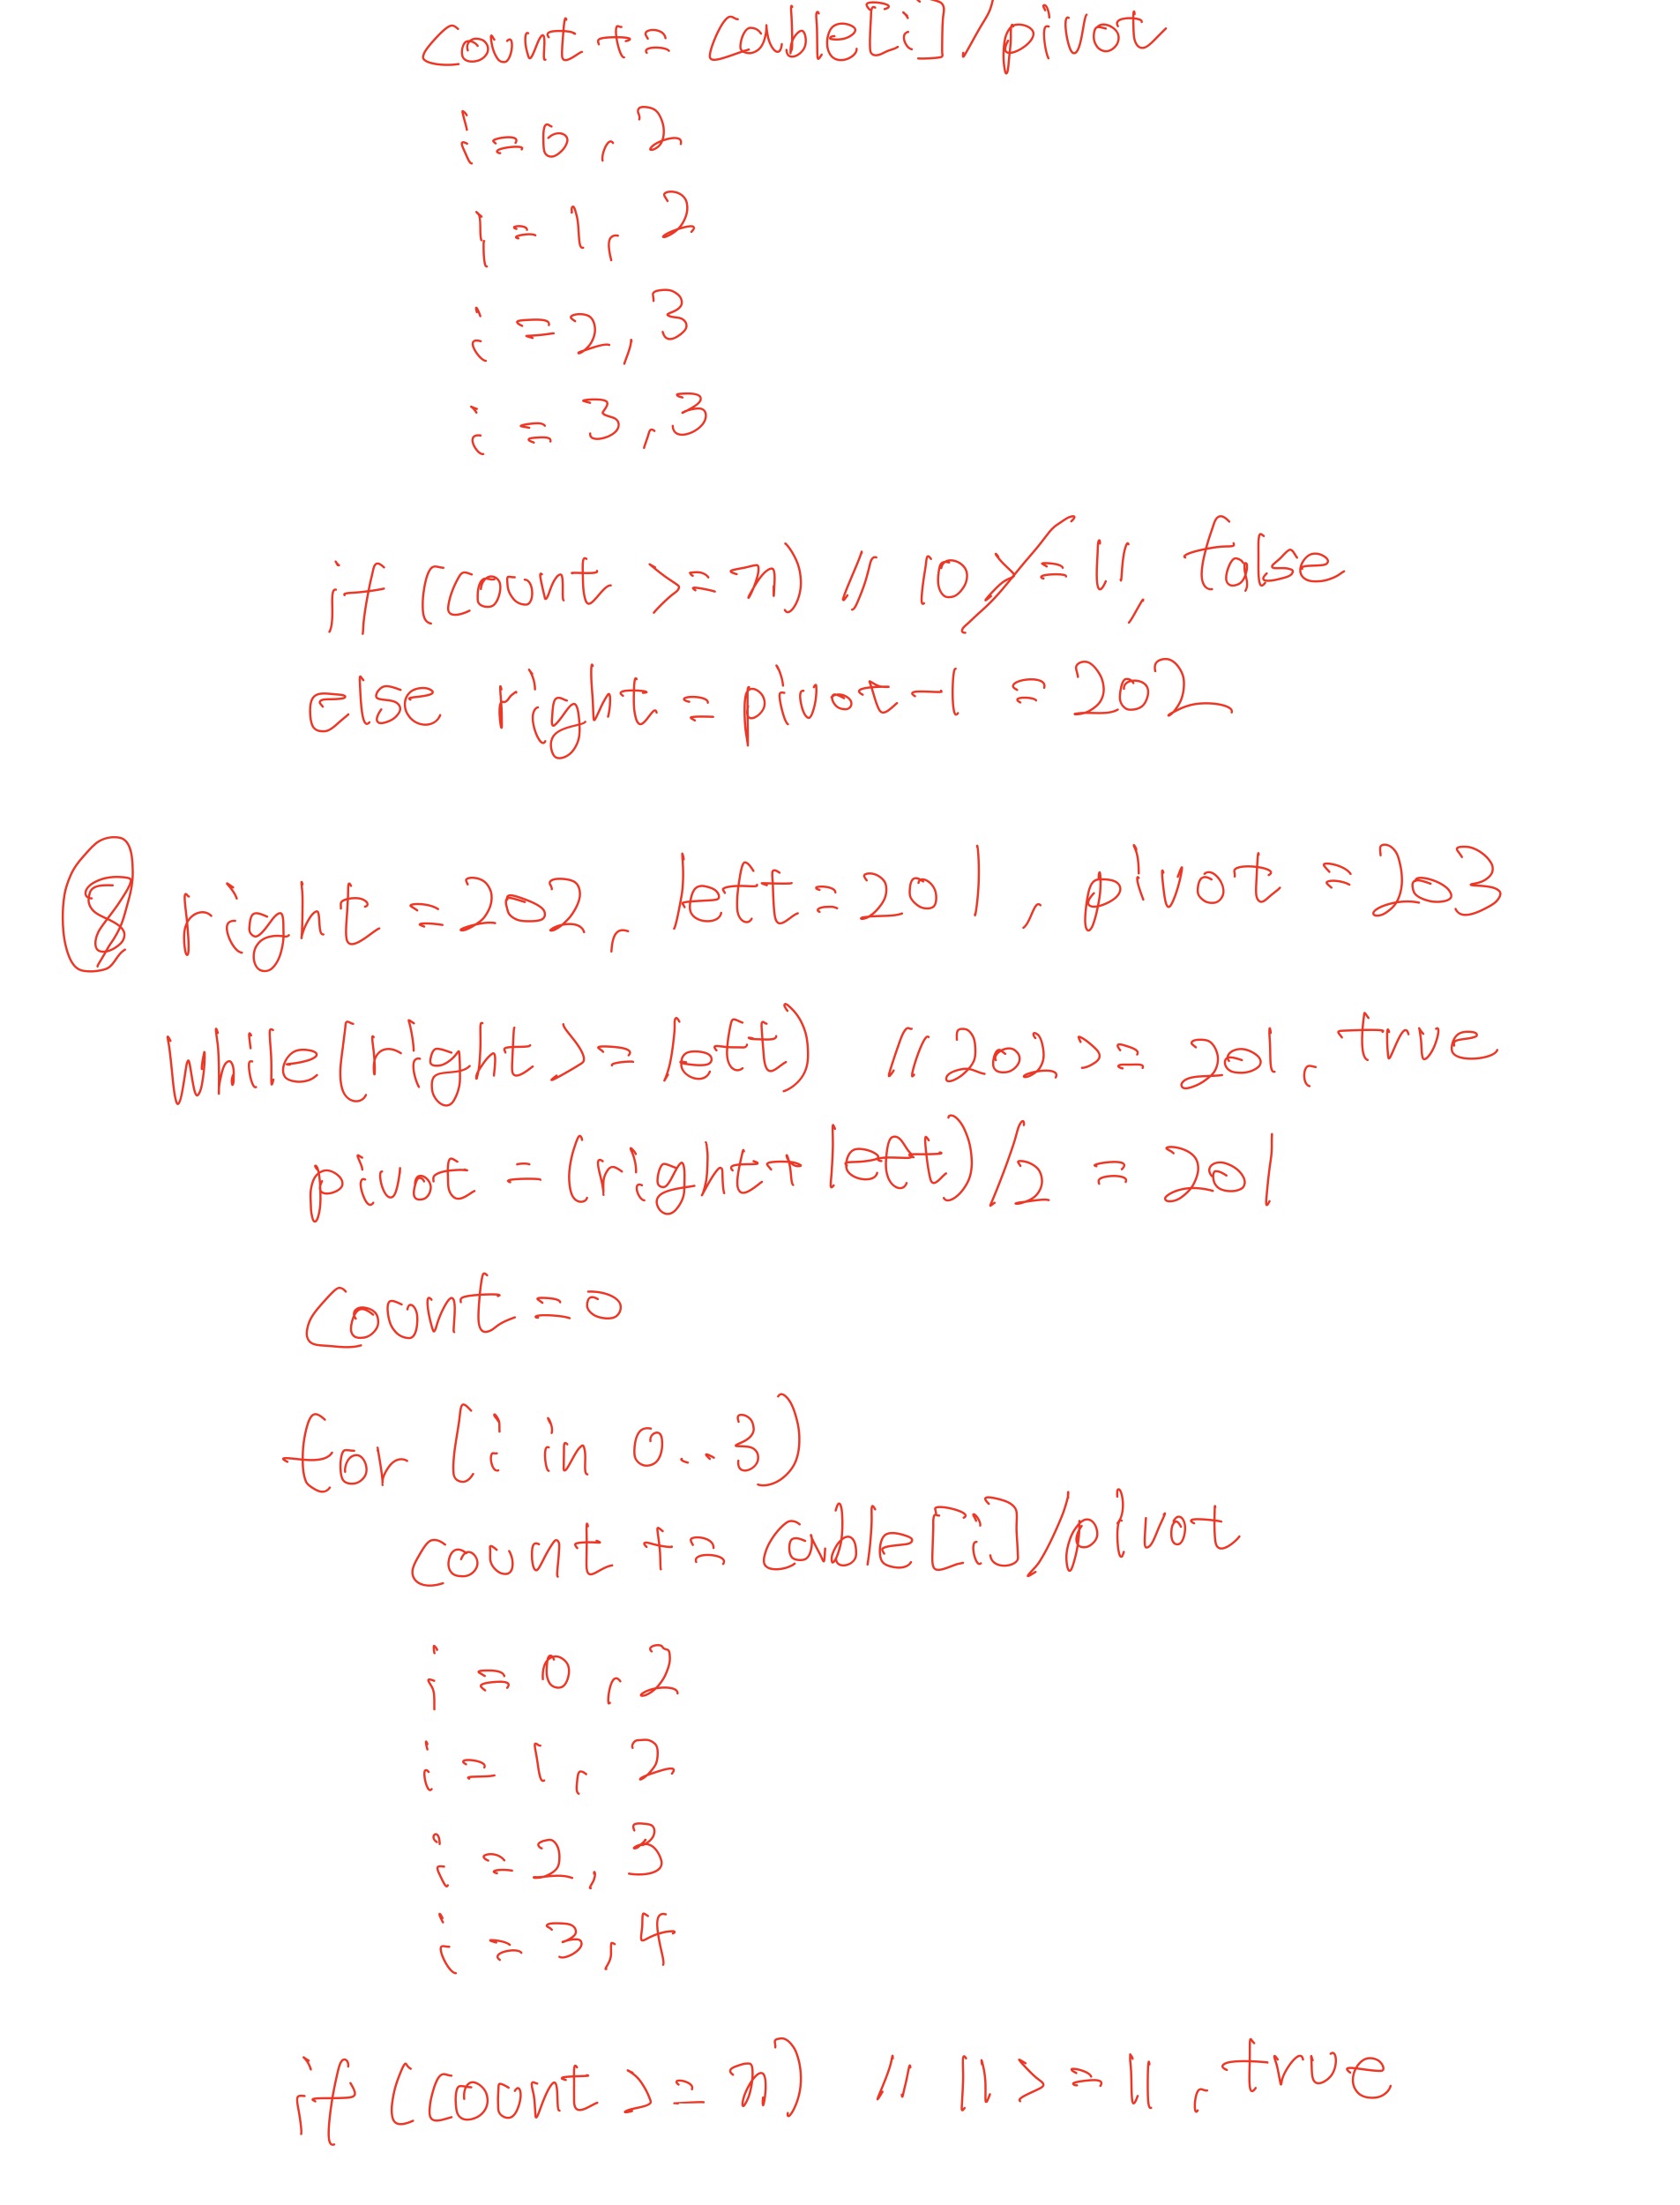 count += cable[i]/pivot
i=0, 2
i=1, 2
i=2, 3
i=3, 3
if (count >= n) // 10 >= 11, false
else right = pivot-1 = 202
⑧ right=202, left=201, pivot=203
while(right >= left) // 202 >= 201, true
pivot = (right+left)/2 = 201
count=0
for (i in 0..3)
count += cable[i]/pivot
i=0, 2
i=1, 2
i=2, 3
i=3, 4
if (count >= n) // 11 >= 11, true